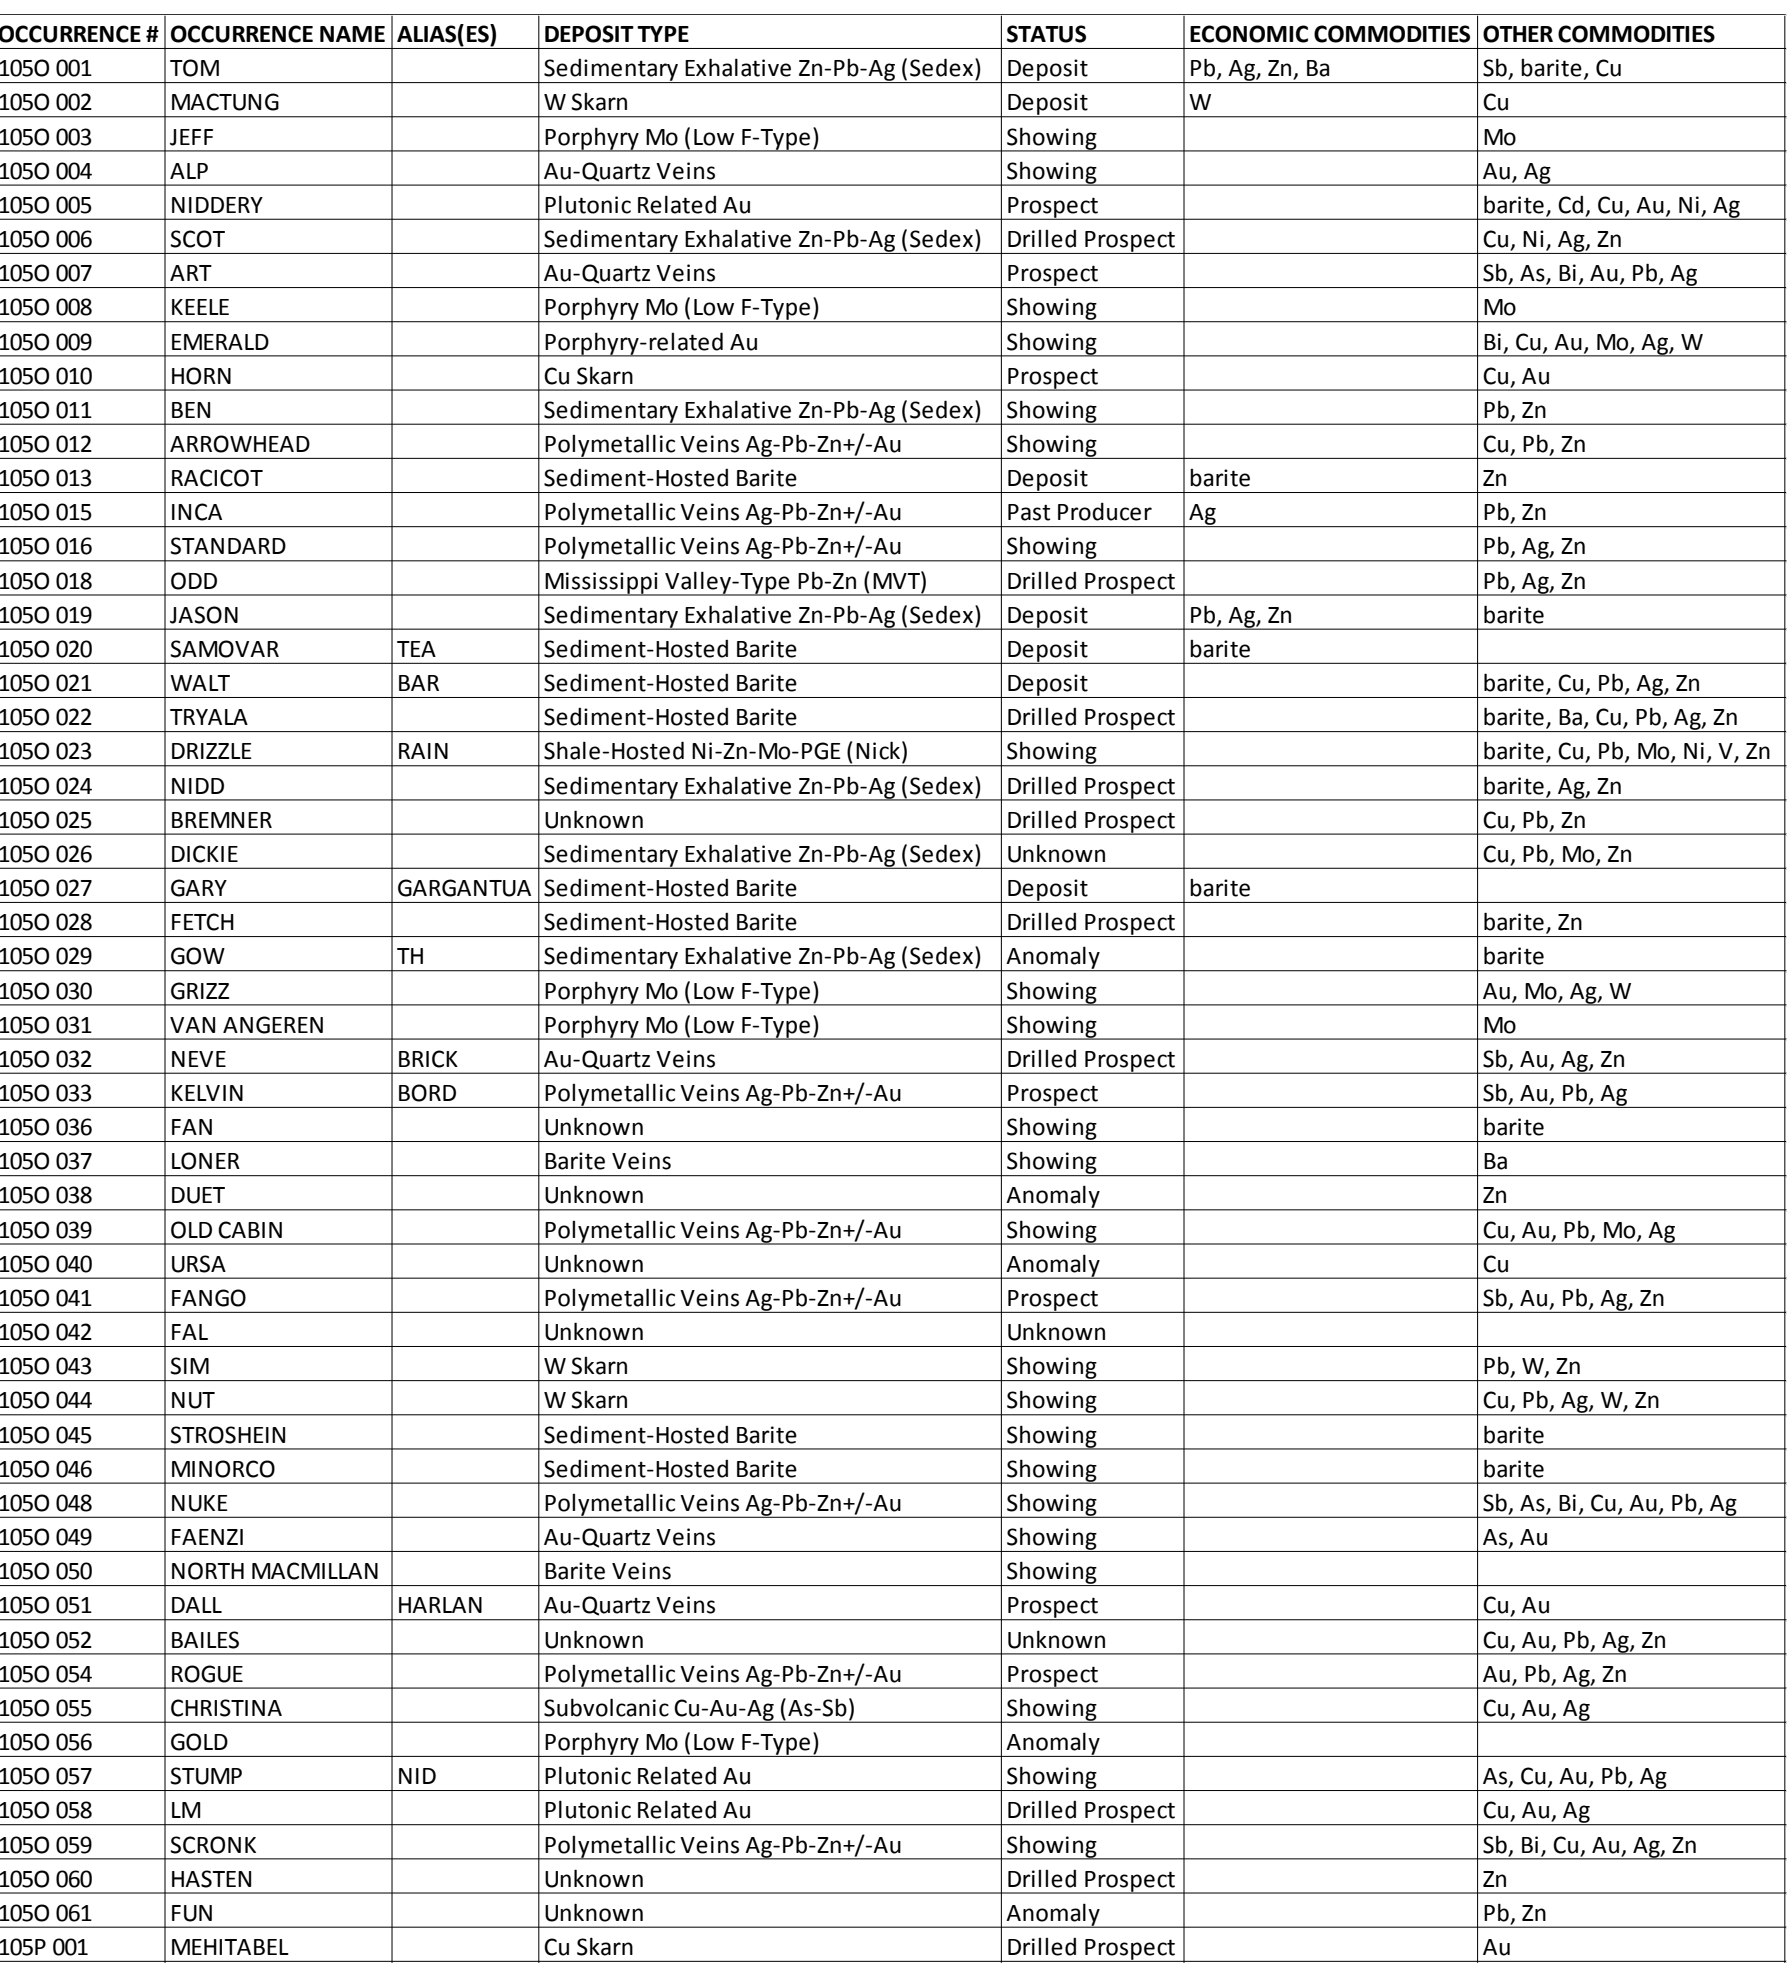 OCCURRENCE # OCCURRENCE NAME ALIAS(ES) DEPOSIT TYPE STATUS ECONOMIC COMMODITIES OTHER COMMODITIES
105O 001 TOM Sedimentary Exhalative Zn-Pb-Ag (Sedex) Deposit Pb, Ag, Zn, Ba Sb, barite, Cu
105O 002 MACTUNG W Skarn Deposit W Cu
105O 003 JEFF Porphyry Mo (Low F-Type) Showing Mo
105O 004 ALP Au-Quartz Veins Showing Au, Ag
105O 005 NIDDERY Plutonic Related Au Prospect barite, Cd, Cu, Au, Ni, Ag
105O 006 SCOT Sedimentary Exhalative Zn-Pb-Ag (Sedex) Drilled Prospect Cu, Ni, Ag, Zn
105O 007 ART Au-Quartz Veins Prospect Sb, As, Bi, Au, Pb, Ag
105O 008 KEELE Porphyry Mo (Low F-Type) Showing Mo
105O 009 EMERALD Porphyry-related Au Showing Bi, Cu, Au, Mo, Ag, W
105O 010 HORN Cu Skarn Prospect Cu, Au
105O 011 BEN Sedimentary Exhalative Zn-Pb-Ag (Sedex) Showing Pb, Zn
105O 012 ARROWHEAD Polymetallic Veins Ag-Pb-Zn+/-Au Showing Cu, Pb, Zn
105O 013 RACICOT Sediment-Hosted Barite Deposit barite Zn
105O 015 INCA Polymetallic Veins Ag-Pb-Zn+/-Au Past Producer Ag Pb, Zn
105O 016 STANDARD Polymetallic Veins Ag-Pb-Zn+/-Au Showing Pb, Ag, Zn
105O 018 ODD Mississippi Valley-Type Pb-Zn (MVT) Drilled Prospect Pb, Ag, Zn
105O 019 JASON Sedimentary Exhalative Zn-Pb-Ag (Sedex) Deposit Pb, Ag, Zn barite
105O 020 SAMOVAR TEA Sediment-Hosted Barite Deposit barite
105O 021 WALT BAR Sediment-Hosted Barite Deposit barite, Cu, Pb, Ag, Zn
105O 022 TRYALA Sediment-Hosted Barite Drilled Prospect barite, Ba, Cu, Pb, Ag, Zn
105O 023 DRIZZLE RAIN Shale-Hosted Ni-Zn-Mo-PGE (Nick) Showing barite, Cu, Pb, Mo, Ni, V, Zn
105O 024 NIDD Sedimentary Exhalative Zn-Pb-Ag (Sedex) Drilled Prospect barite, Ag, Zn
105O 025 BREMNER Unknown Drilled Prospect Cu, Pb, Zn
105O 026 DICKIE Sedimentary Exhalative Zn-Pb-Ag (Sedex) Unknown Cu, Pb, Mo, Zn
105O 027 GARY GARGANTUA Sediment-Hosted Barite Deposit barite
105O 028 FETCH Sediment-Hosted Barite Drilled Prospect barite, Zn
105O 029 GOW TH Sedimentary Exhalative Zn-Pb-Ag (Sedex) Anomaly barite
105O 030 GRIZZ Porphyry Mo (Low F-Type) Showing Au, Mo, Ag, W
105O 031 VAN ANGEREN Porphyry Mo (Low F-Type) Showing Mo
105O 032 NEVE BRICK Au-Quartz Veins Drilled Prospect Sb, Au, Ag, Zn
105O 033 KELVIN BORD Polymetallic Veins Ag-Pb-Zn+/-Au Prospect Sb, Au, Pb, Ag
105O 036 FAN Unknown Showing barite
105O 037 LONER Barite Veins Showing Ba
105O 038 DUET Unknown Anomaly Zn
105O 039 OLD CABIN Polymetallic Veins Ag-Pb-Zn+/-Au Showing Cu, Au, Pb, Mo, Ag
105O 040 URSA Unknown Anomaly Cu
105O 041 FANGO Polymetallic Veins Ag-Pb-Zn+/-Au Prospect Sb, Au, Pb, Ag, Zn
105O 042 FAL Unknown Unknown
105O 043 SIM W Skarn Showing Pb, W, Zn
105O 044 NUT W Skarn Showing Cu, Pb, Ag, W, Zn
105O 045 STROSHEIN Sediment-Hosted Barite Showing barite
105O 046 MINORCO Sediment-Hosted Barite Showing barite
105O 048 NUKE Polymetallic Veins Ag-Pb-Zn+/-Au Showing Sb, As, Bi, Cu, Au, Pb, Ag
105O 049 FAENZI Au-Quartz Veins Showing As, Au
105O 050 NORTH MACMILLAN Barite Veins Showing
105O 051 DALL HARLAN Au-Quartz Veins Prospect Cu, Au
105O 052 BAILES Unknown Unknown Cu, Au, Pb, Ag, Zn
105O 054 ROGUE Polymetallic Veins Ag-Pb-Zn+/-Au Prospect Au, Pb, Ag, Zn
105O 055 CHRISTINA Subvolcanic Cu-Au-Ag (As-Sb) Showing Cu, Au, Ag
105O 056 GOLD Porphyry Mo (Low F-Type) Anomaly
105O 057 STUMP NID Plutonic Related Au Showing As, Cu, Au, Pb, Ag
105O 058 LM Plutonic Related Au Drilled Prospect Cu, Au, Ag
105O 059 SCRONK Polymetallic Veins Ag-Pb-Zn+/-Au Showing Sb, Bi, Cu, Au, Ag, Zn
105O 060 HASTEN Unknown Drilled Prospect Zn
105O 061 FUN Unknown Anomaly Pb, Zn
105P 001 MEHITABEL Cu Skarn Drilled Prospect Au